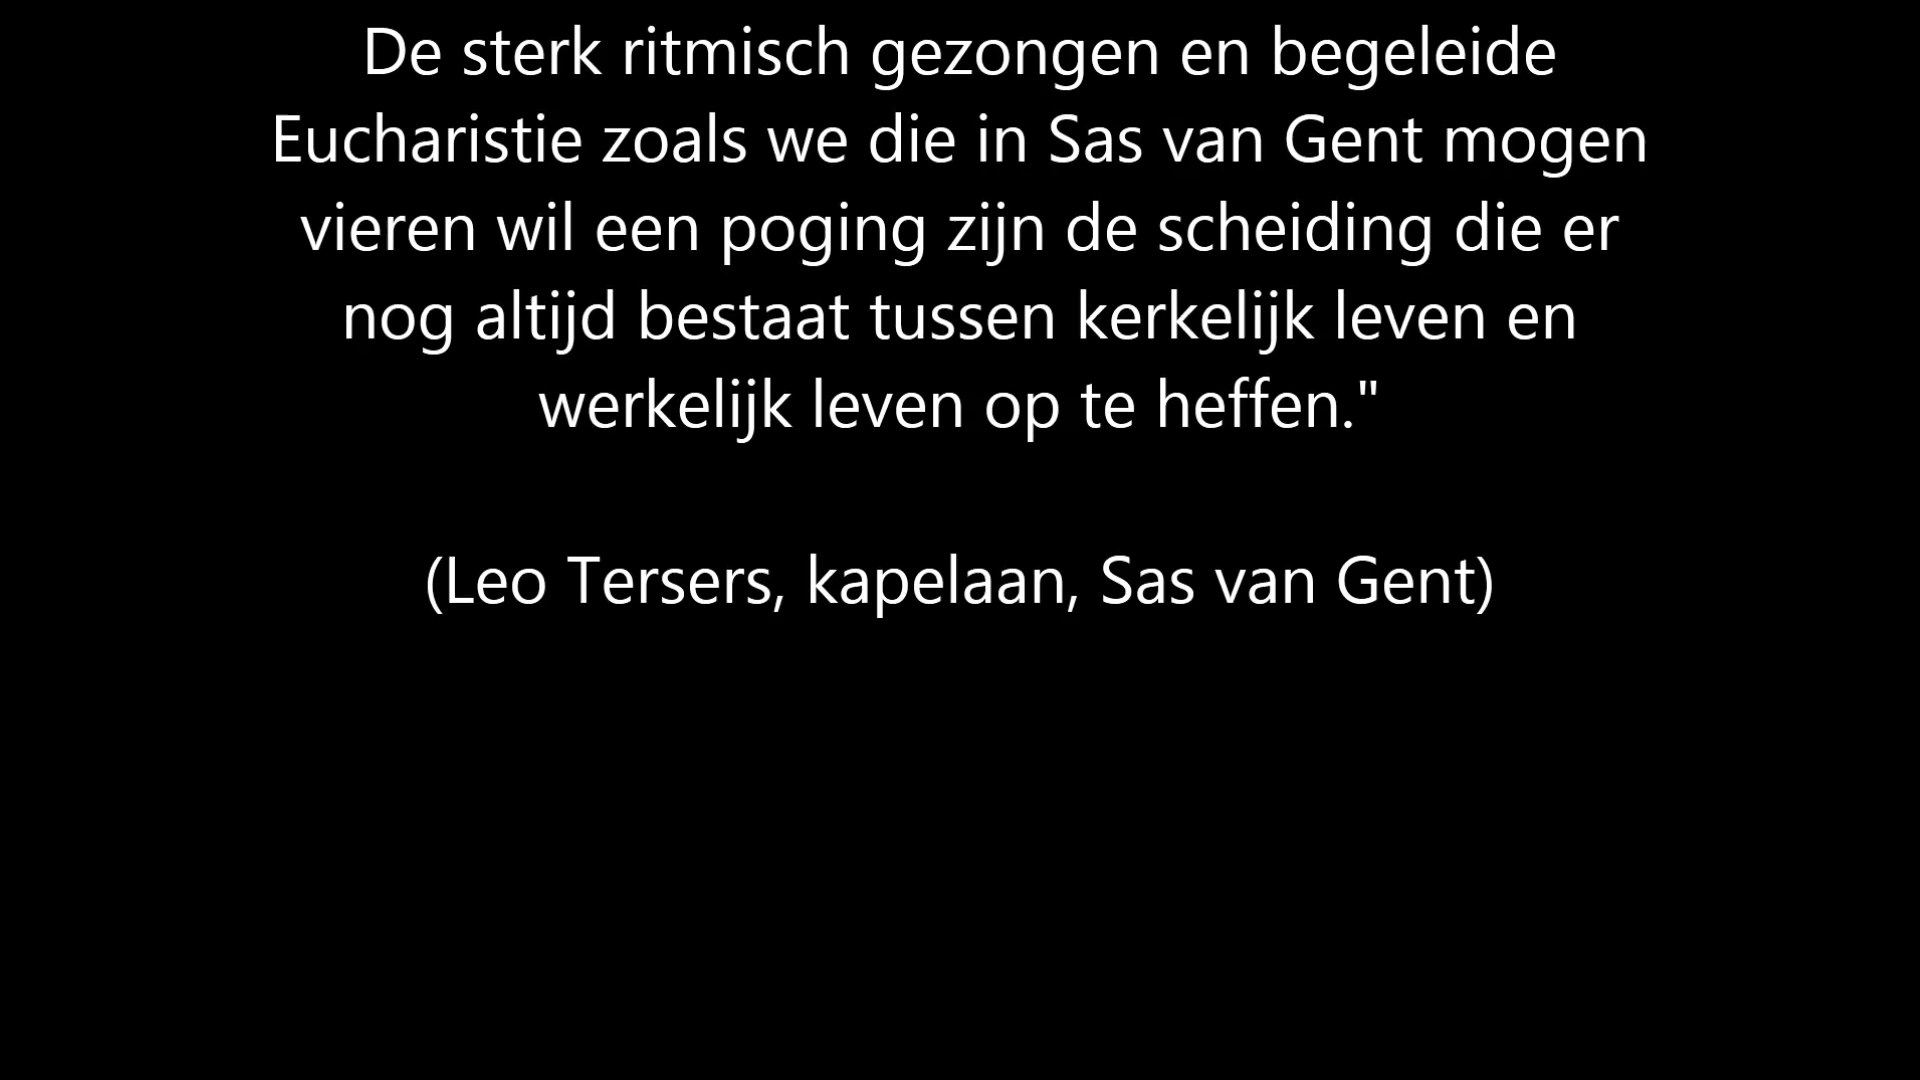 De sterk ritmisch gezongen en begeleide
Eucharistie zoals we die in Sas van Gent mogen
vieren wil een poging zijn de scheiding die er
nog altijd bestaat tussen kerkelijk leven en
werkelijk leven op te heffen."
(Leo Tersers, kapelaan, Sas van Gent)